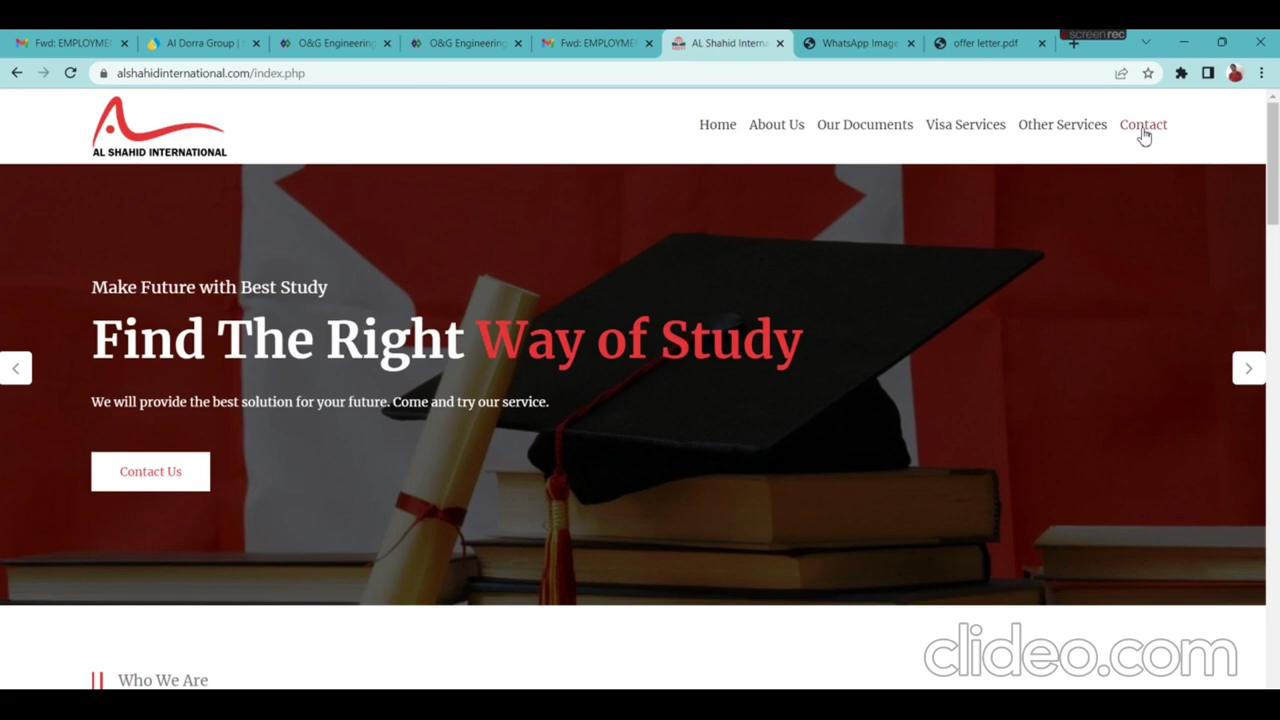 screenrec
Fwd: EMPLOYME
Al Dorra Group |
O&G Engineering
O&G Engineering
Fwd: EMPLOYME
AL Shahid Interna
WhatsApp Image
offer letter.pdf
alshahidinternational.com/index.php
AL SHAHID INTERNATIONAL
Home About Us Our Documents Visa Services Other Services Contact
Make Future with Best Study
Find The Right Way of Study
We will provide the best solution for your future. Come and try our service.
Contact Us
Who We Are
clideo.com